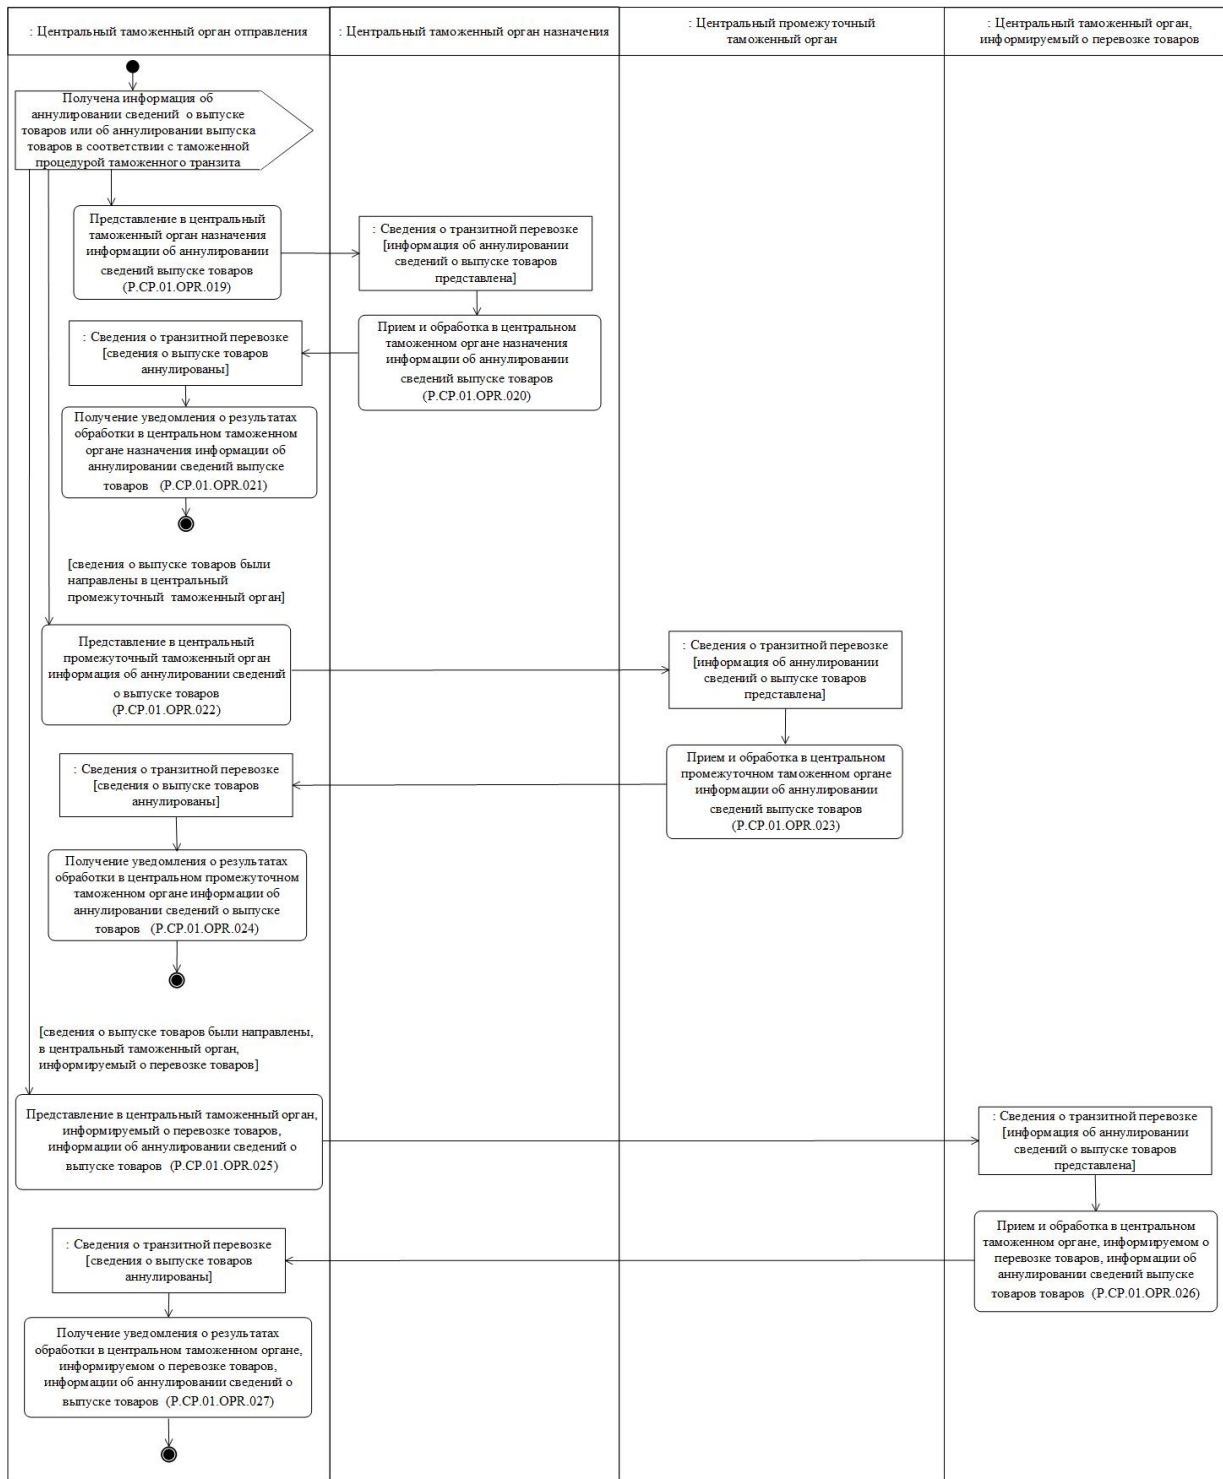 : Центральный таможенный орган отправления
: Центральный таможенный орган назначения
: Центральный промежуточный
таможенный орган
: Центральный таможенный орган,
информируемый о перевозке товаров
Получена информация об
аннулировании сведений о выпуске
товаров или об аннулировании выпуска
товаров в соответствии с таможенной
процедурой таможенного транзита
Представление в центральный
таможенный орган назначения
информации об аннулировании
сведений выпуске товаров
(P.CP.01.OPR.019)
: Сведения о транзитной перевозке
[информация об аннулировании
сведений о выпуске товаров
представлена]
Прием и обработка в центральном
таможенном органе назначения
информации об аннулировании
сведений выпуске товаров
(P.CP.01.OPR.020)
: Сведения о транзитной перевозке
[сведения о выпуске товаров
аннулированы]
Получение уведомления о результатах
обработки в центральном таможенном
органе назначения информации об
аннулировании сведений выпуске
товаров (P.CP.01.OPR.021)
[сведения о выпуске товаров были
направлены в центральный
промежуточный таможенный орган]
Представление в центральный
промежуточный таможенный орган
информация об аннулировании сведений
о выпуске товаров
(P.CP.01.OPR.022)
: Сведения о транзитной перевозке
[информация об аннулировании
сведений о выпуске товаров
представлена]
Прием и обработка в центральном
промежуточном таможенном органе
информации об аннулировании
сведений выпуске товаров
(P.CP.01.OPR.023)
: Сведения о транзитной перевозке
[сведения о выпуске товаров
аннулированы]
Получение уведомления о результатах
обработки в центральном промежуточном
таможенном органе информации об
аннулировании сведений о выпуске
товаров (P.CP.01.OPR.024)
[сведения о выпуске товаров были направлены,
в центральный таможенный орган,
информируемый о перевозке товаров]
Представление в центральный таможенный орган,
информируемый о перевозке товаров,
информации об аннулировании сведений о
выпуске товаров (P.CP.01.OPR.025)
: Сведения о транзитной перевозке
[информация об аннулировании
сведений о выпуске товаров
представлена]
Прием и обработка в центральном
таможенном органе, информируемом о
перевозке товаров, информации об
аннулировании сведений выпуске
товаров товаров (P.CP.01.OPR.026)
: Сведения о транзитной перевозке
[сведения о выпуске товаров
аннулированы]
Получение уведомления о результатах
обработки в центральном таможенном органе,
информируемом о перевозке товаров,
информации об аннулировании сведений о
выпуске товаров (P.CP.01.OPR.027)